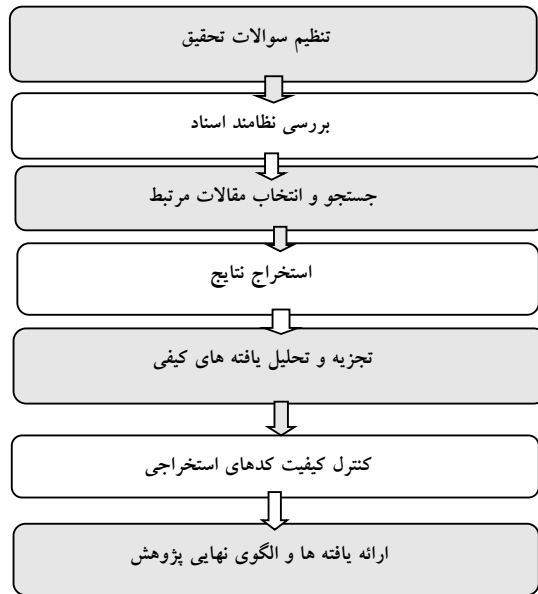 تنظیم سوالات تحقیق
بررسی نظامند اسناد
جستجو و انتخاب مقالات مرتبط
استخراج نتایج
تجزیه و تحلیل یافته های کیفی
کنترل کیفیت کدهای استخراجی
ارائه یافته ها و الگوی نهایی پژوهش